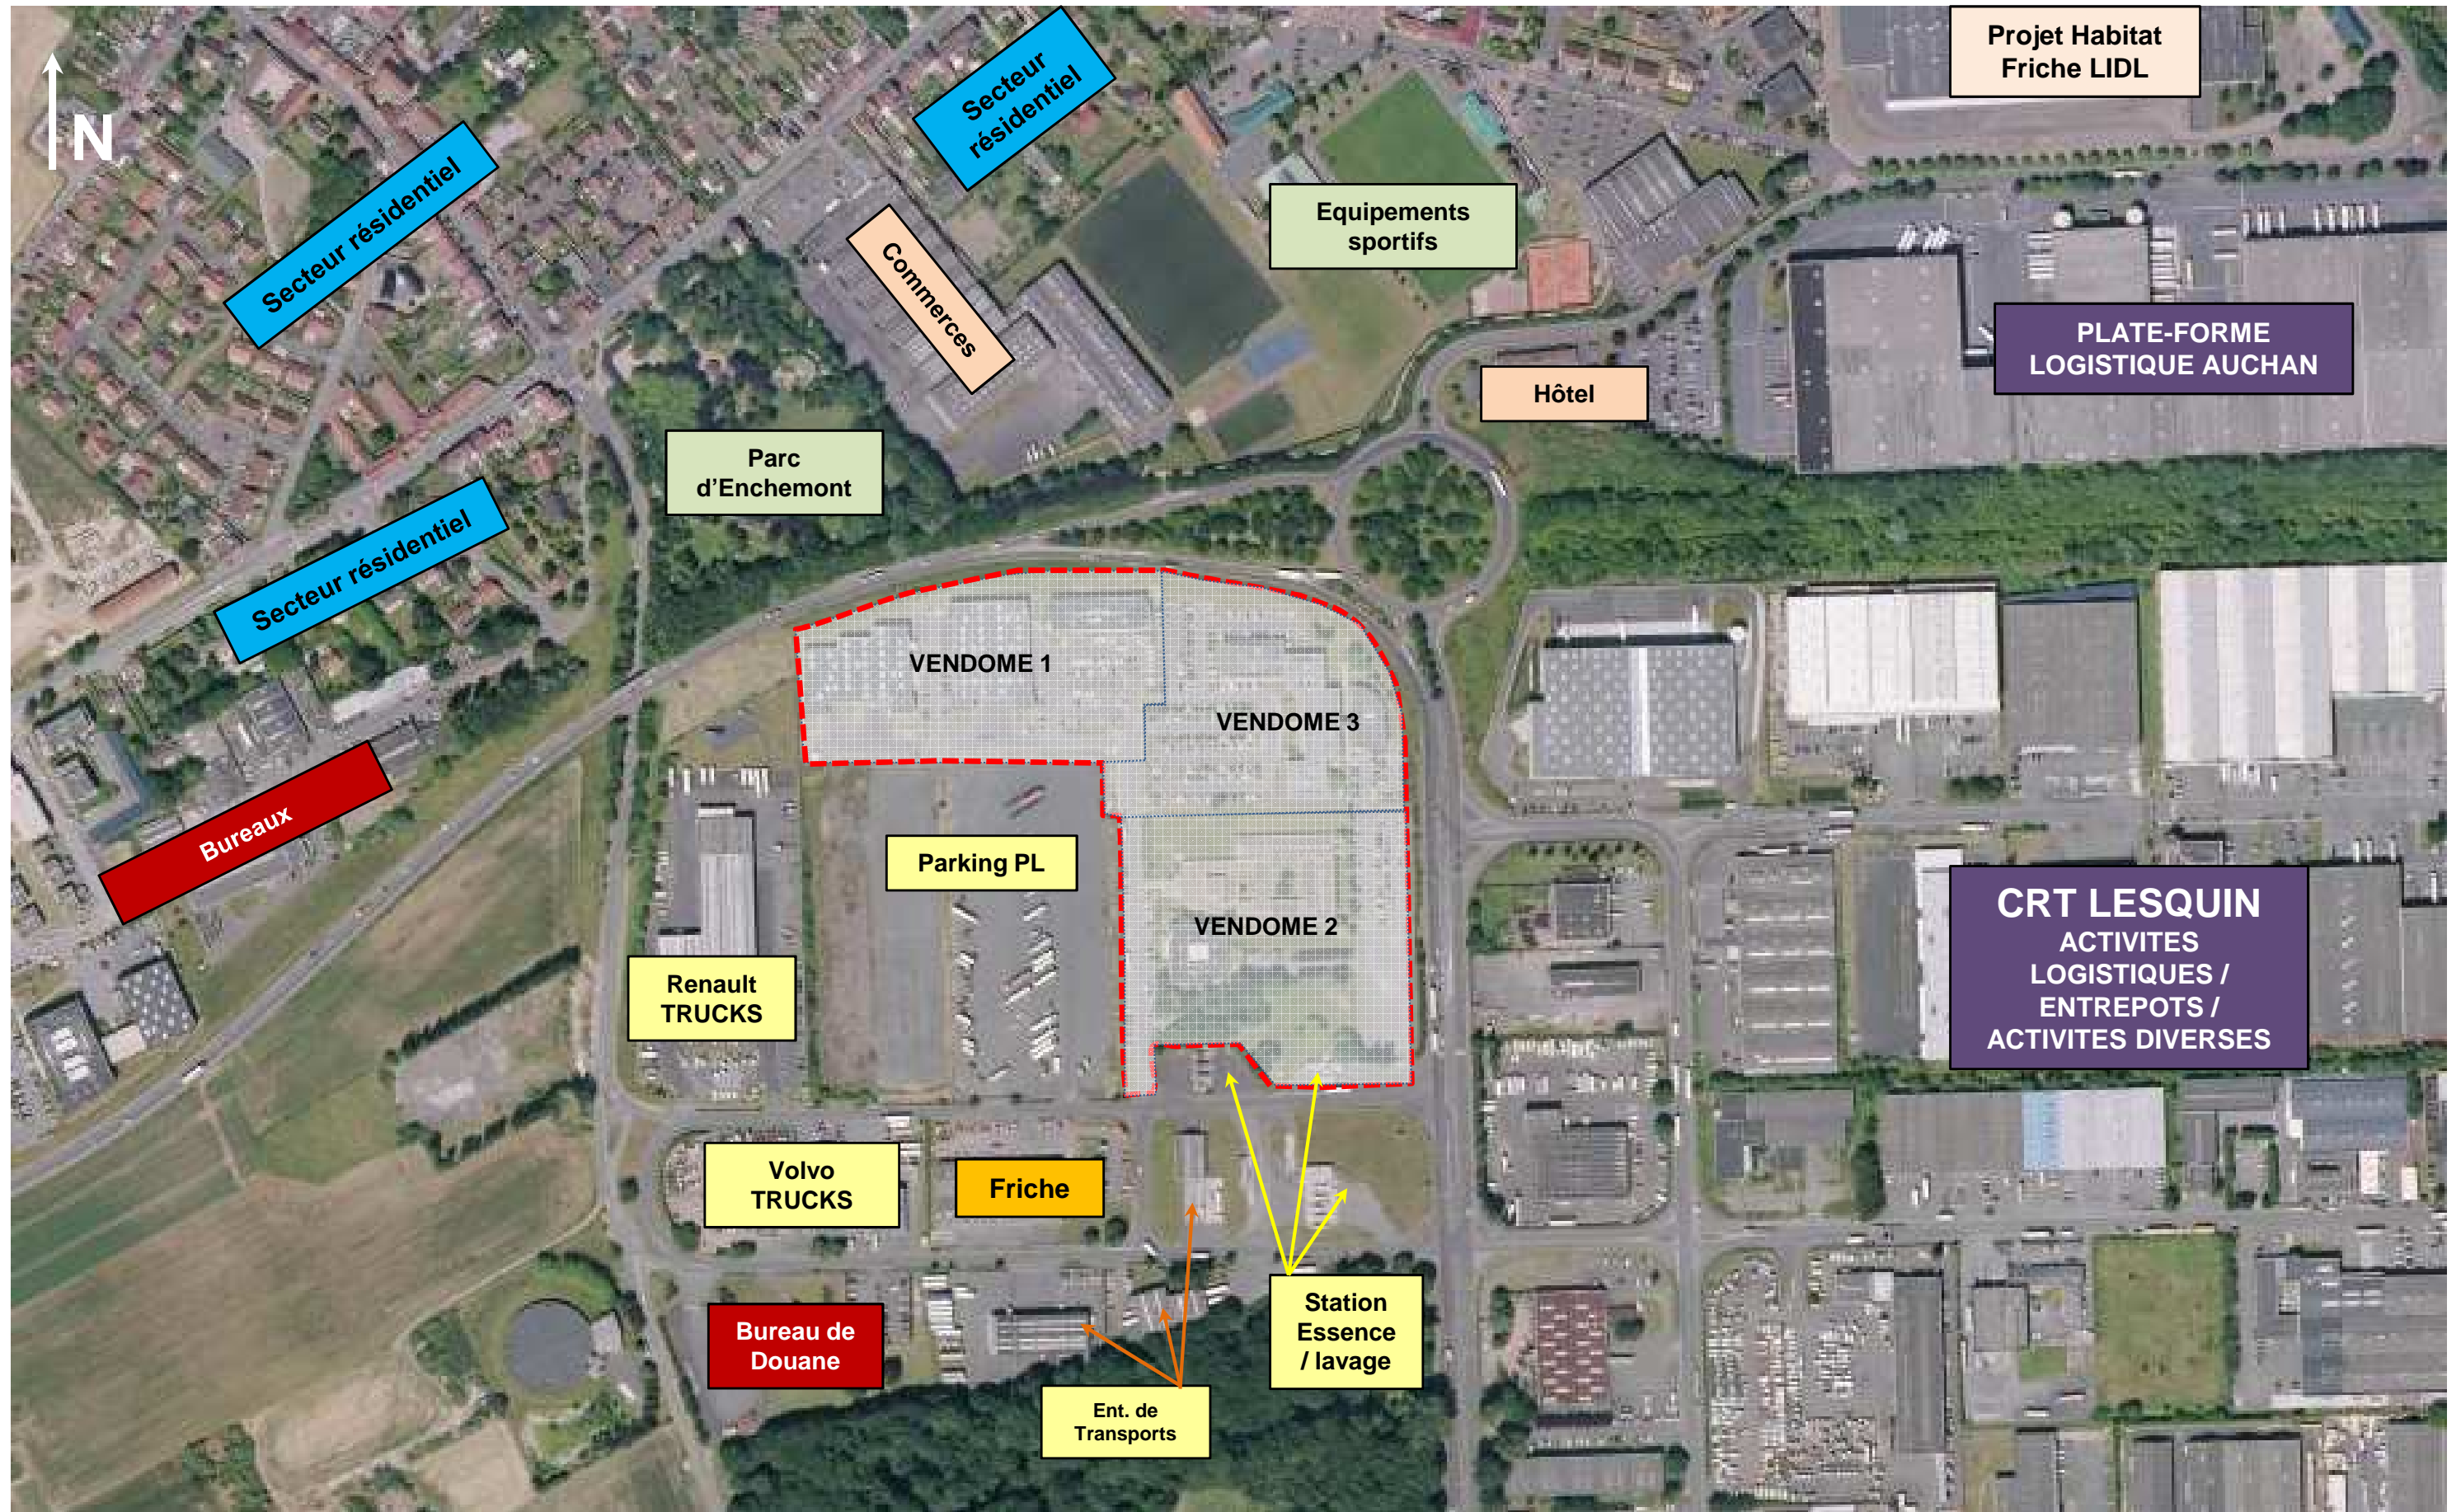 N
Secteur résidentiel
Secteur
résidentiel
Projet Habitat
Friche LIDL
Equipements
sportifs
Commerces
PLATE-FORME
LOGISTIQUE AUCHAN
Hôtel
Parc
d’Enchemont
Secteur résidentiel
VENDOME 1
VENDOME 3
Bureaux
Parking PL
VENDOME 2
CRT LESQUIN
ACTIVITES
LOGISTIQUES /
ENTREPOTS /
ACTIVITES DIVERSES
Renault
TRUCKS
Volvo
TRUCKS
Friche
Bureau de
Douane
Station
Essence
/ lavage
Ent. de
Transports